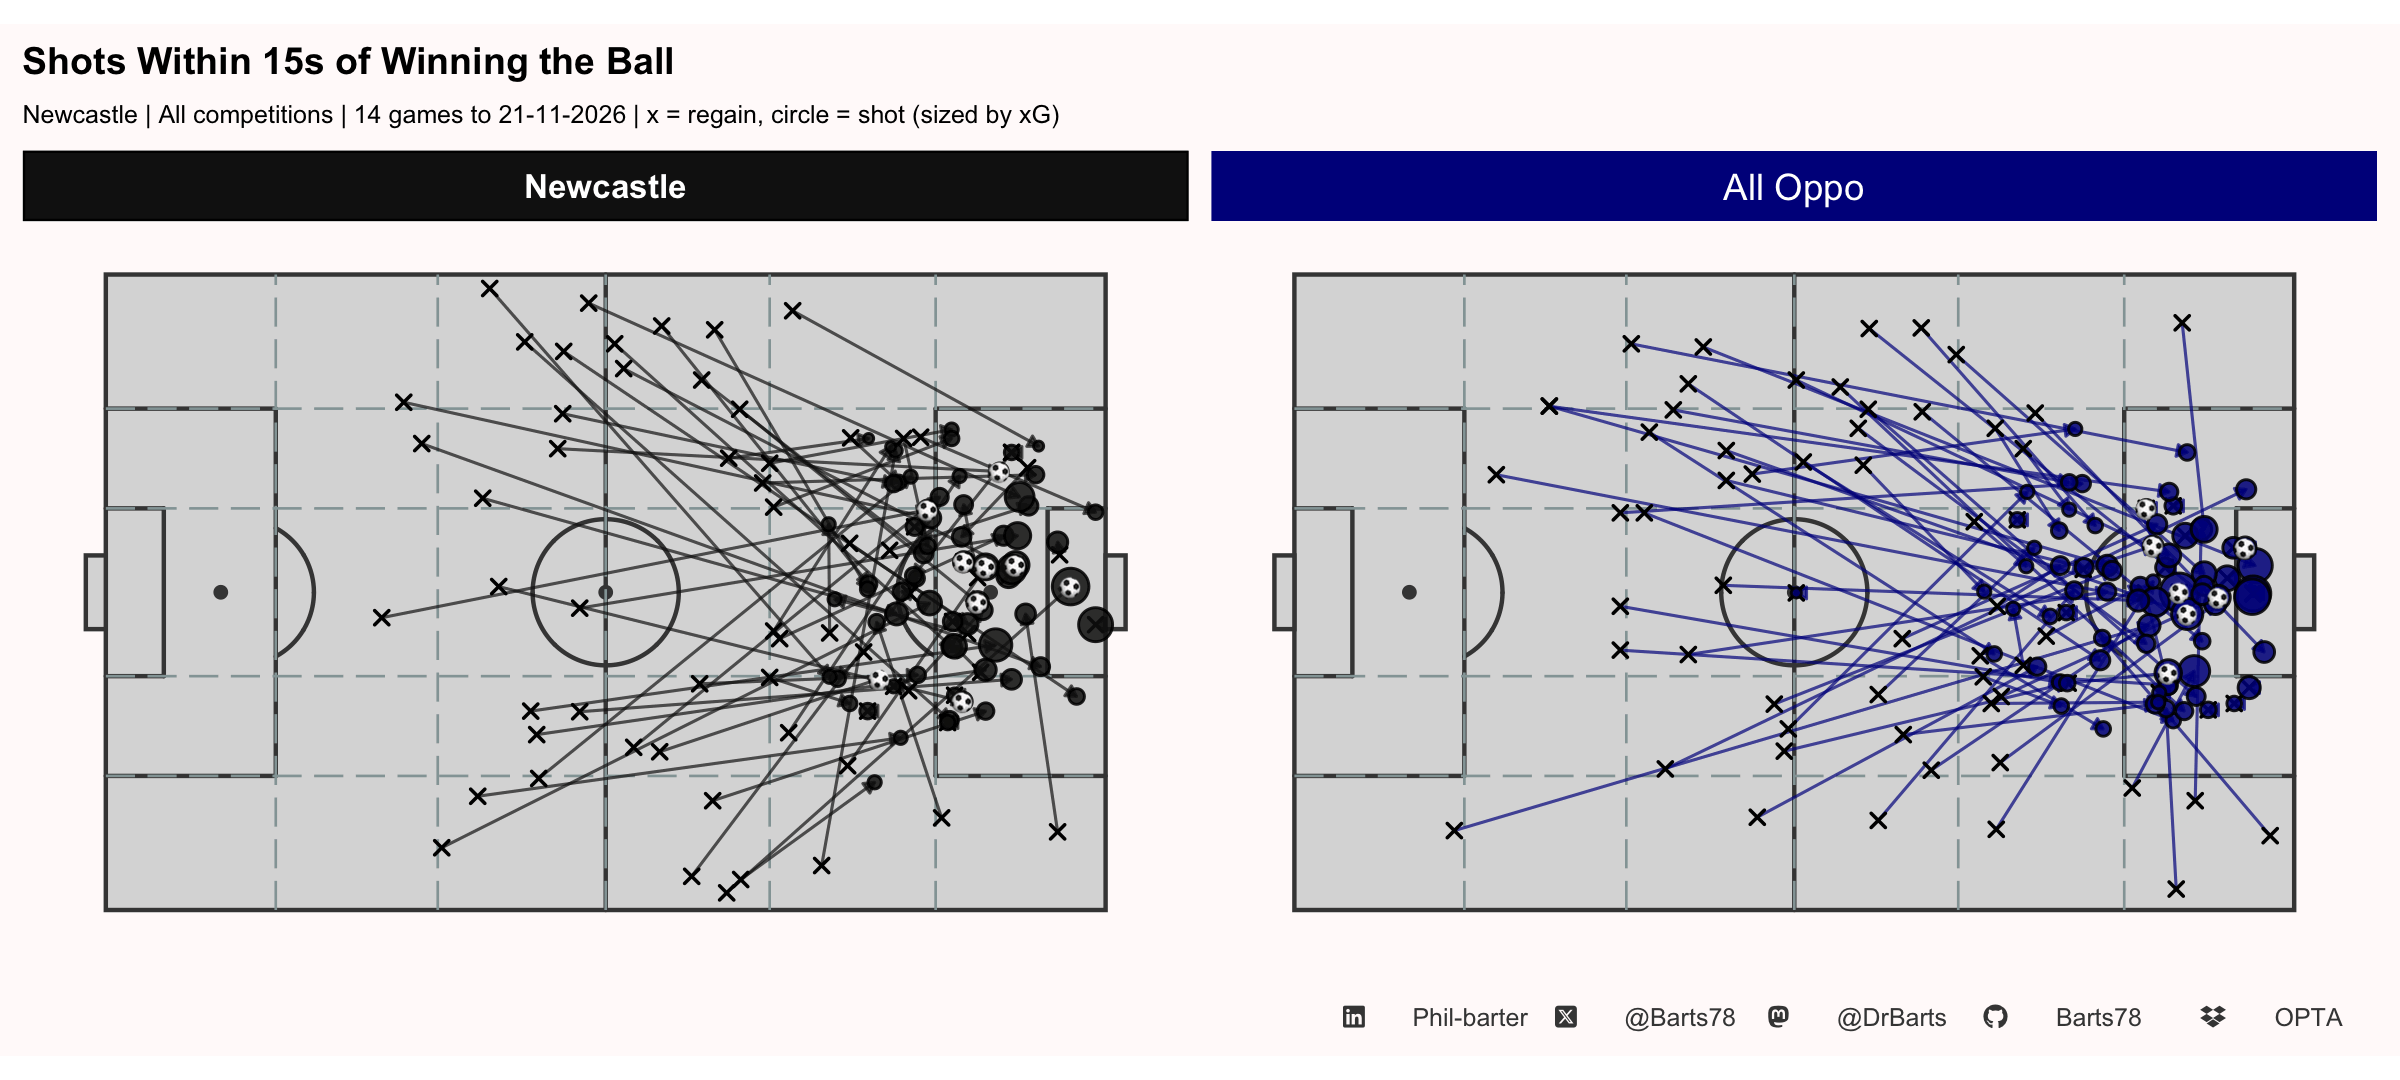 Shots Within 15s of Winning the Ball
Newcastle | All competitions | 14 games to 21-11-2026 | x = regain, circle = shot (sized by xG)
Newcastle
All Oppo
Phil-barter @Barts78 @DrBarts Barts78 OPTA